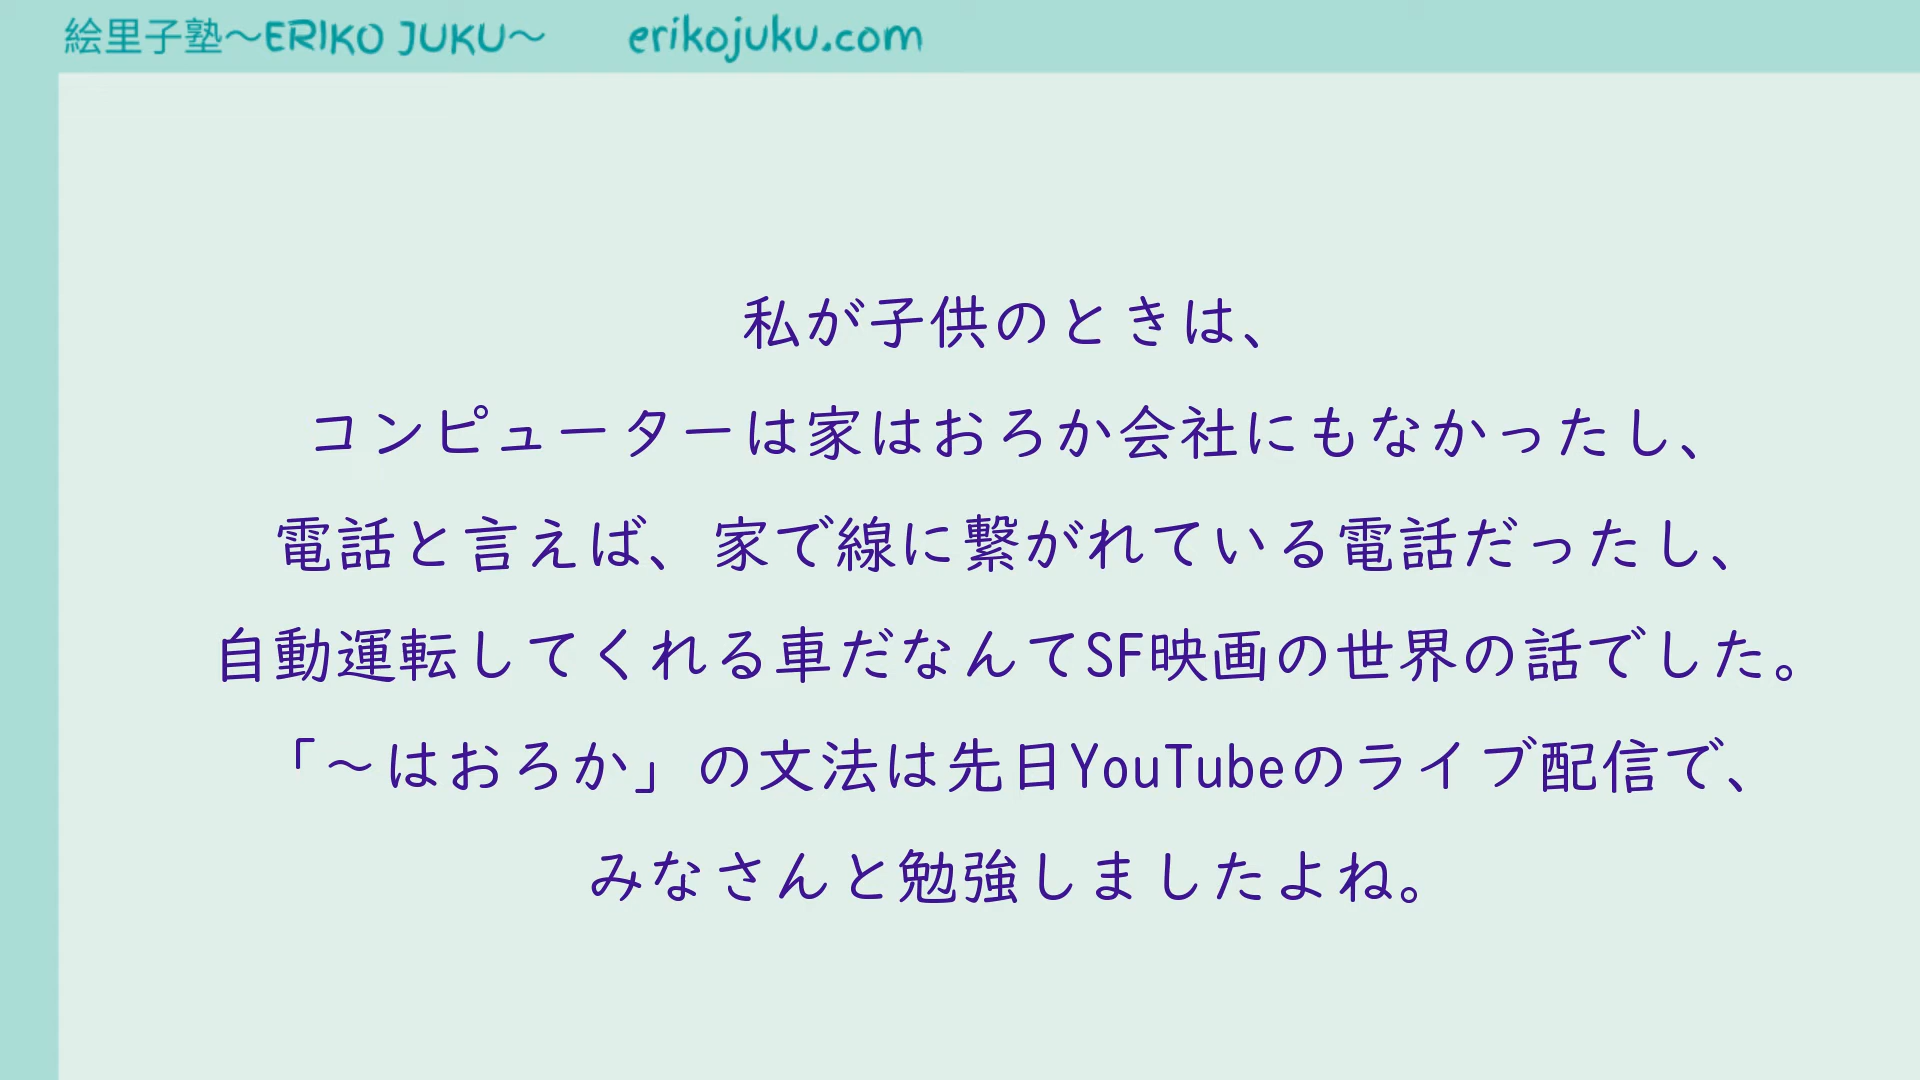 絵里子塾〜ERIKO JUKU〜 erikojuku.com
私が子供のときは、
コンピューターは家はおろか会社にもなかったし、
電話と言えば、家で線に繋がれている電話だったし、
自動運転してくれる車だなんてSF映画の世界の話でした。
「〜はおろか」の文法は先日YouTubeのライブ配信で、
みなさんと勉強しましたよね。